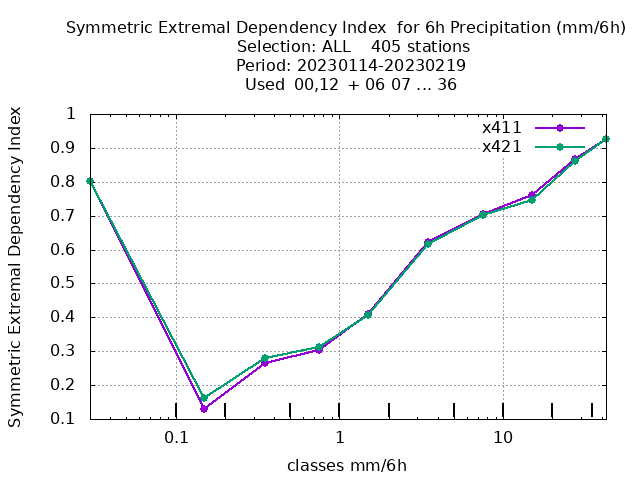 Symmetric Extremal Dependency Index  for 6h Precipitation (mm/6h)
Selection: ALL    405 stations
Period: 20230114-20230219
Used  00,12  + 06 07 ... 36
x411
x421
1
0.9
0.8
0.7
0.6
0.5
0.4
0.3
0.2
0.1
Symmetric Extremal Dependency Index
0.1 1 10
classes mm/6h